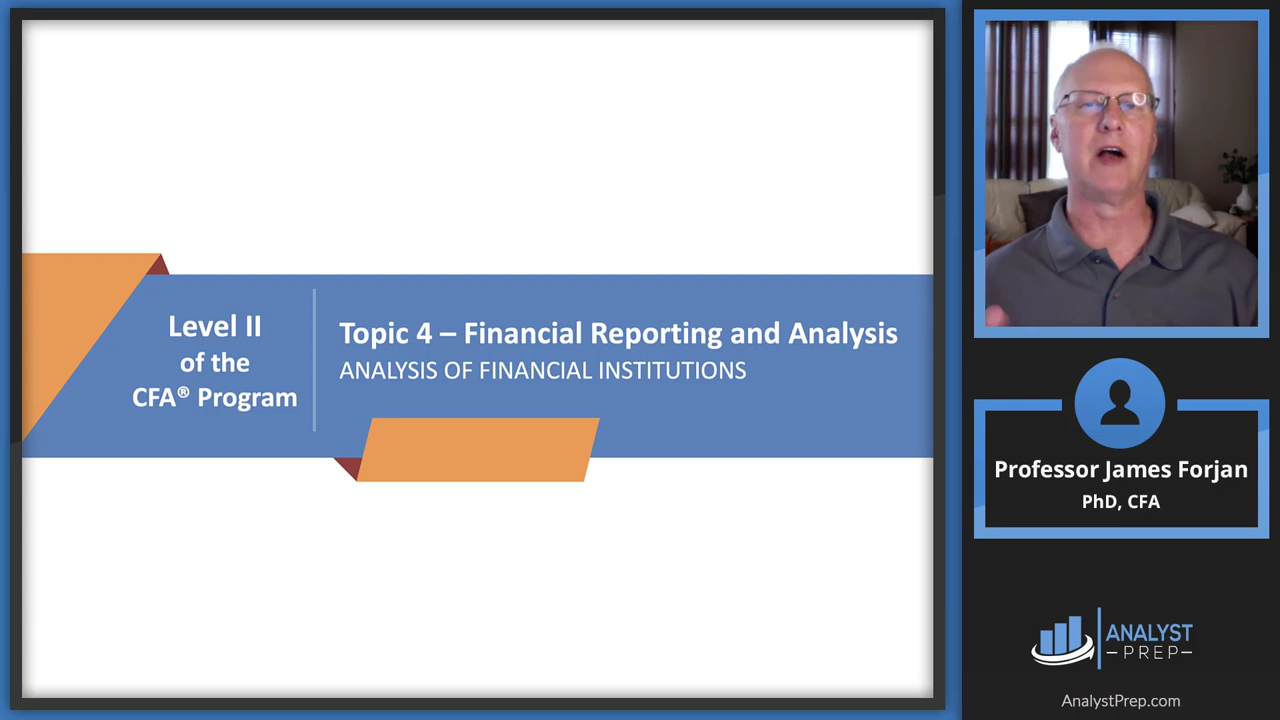 Level II
of the
CFA® Program
Topic 4 – Financial Reporting and Analysis
ANALYSIS OF FINANCIAL INSTITUTIONS
Professor James Forjan
PhD, CFA
ANALYST
–PREP–
AnalystPrep.com